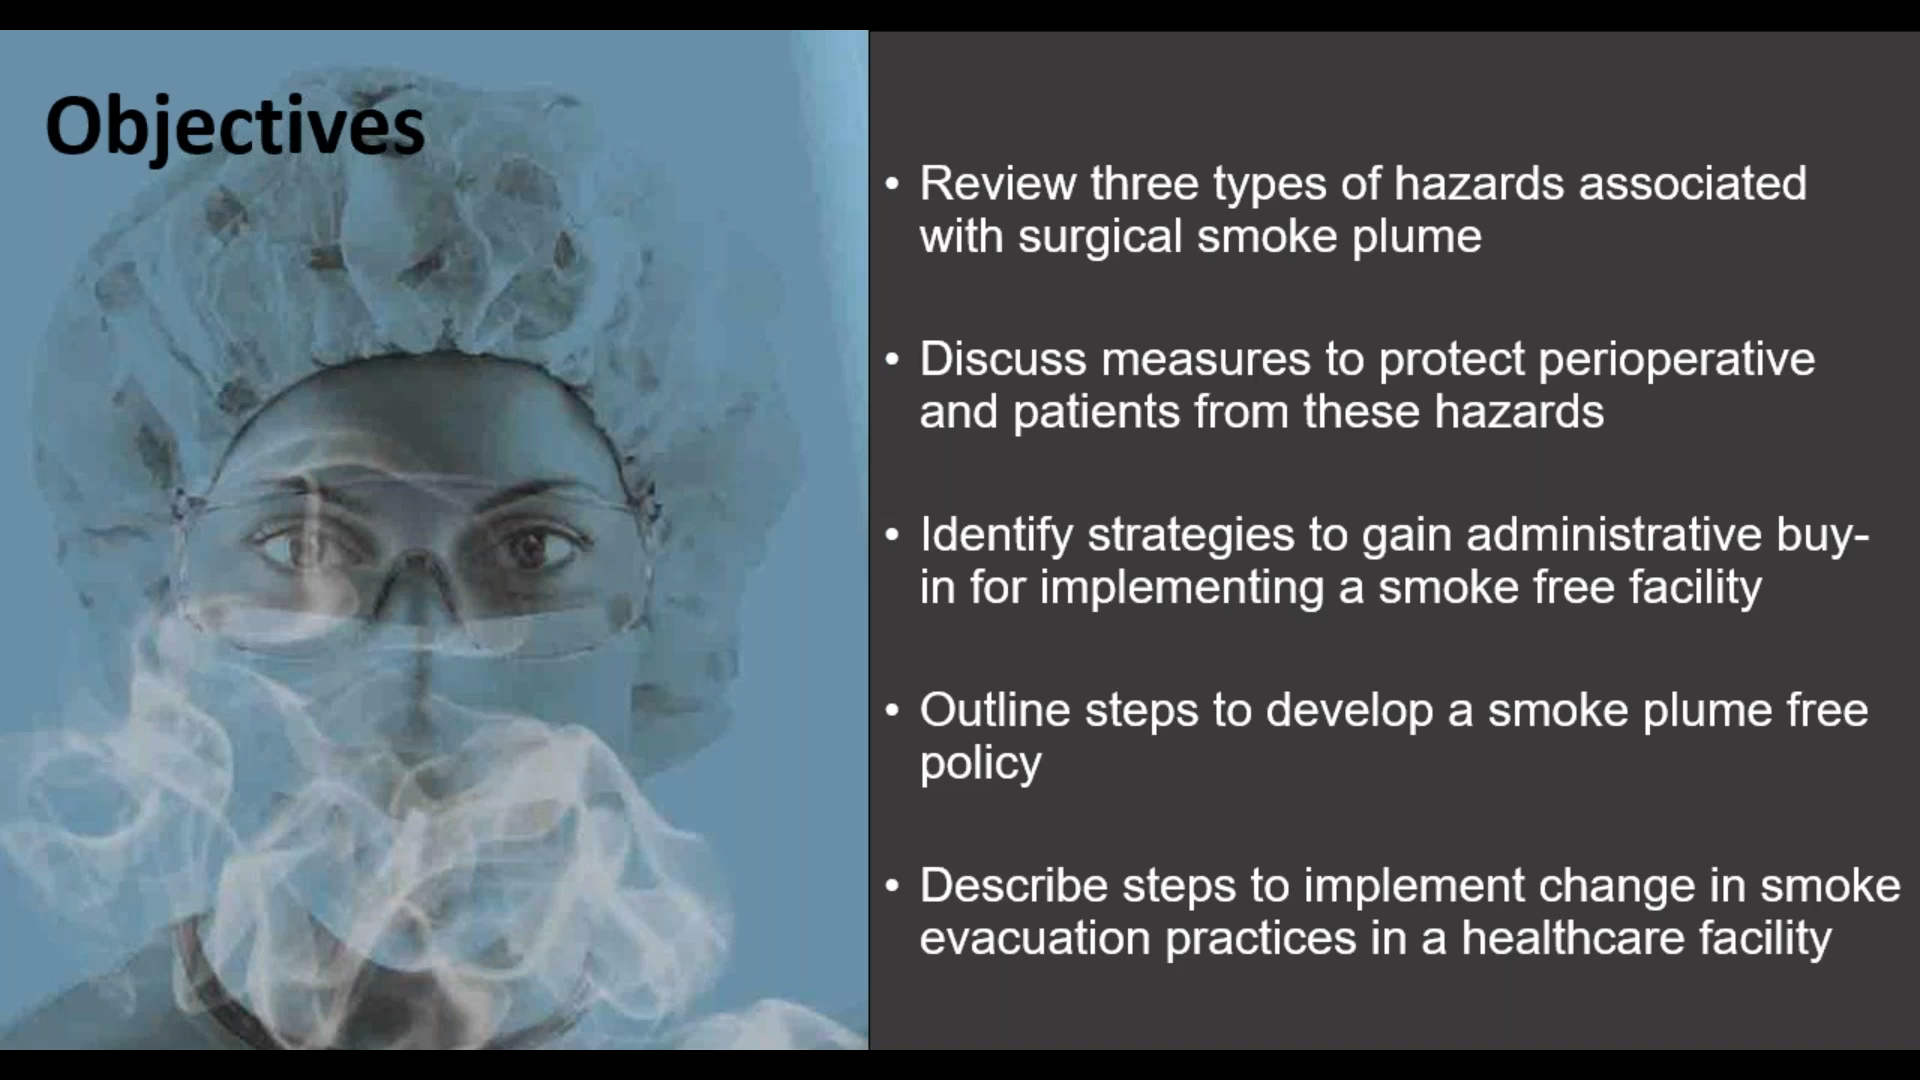 Objectives
• Review three types of hazards associated
with surgical smoke plume
• Discuss measures to protect perioperative
and patients from these hazards
• Identify strategies to gain administrative buy-
in for implementing a smoke free facility
• Outline steps to develop a smoke plume free
policy
• Describe steps to implement change in smoke
evacuation practices in a healthcare facility